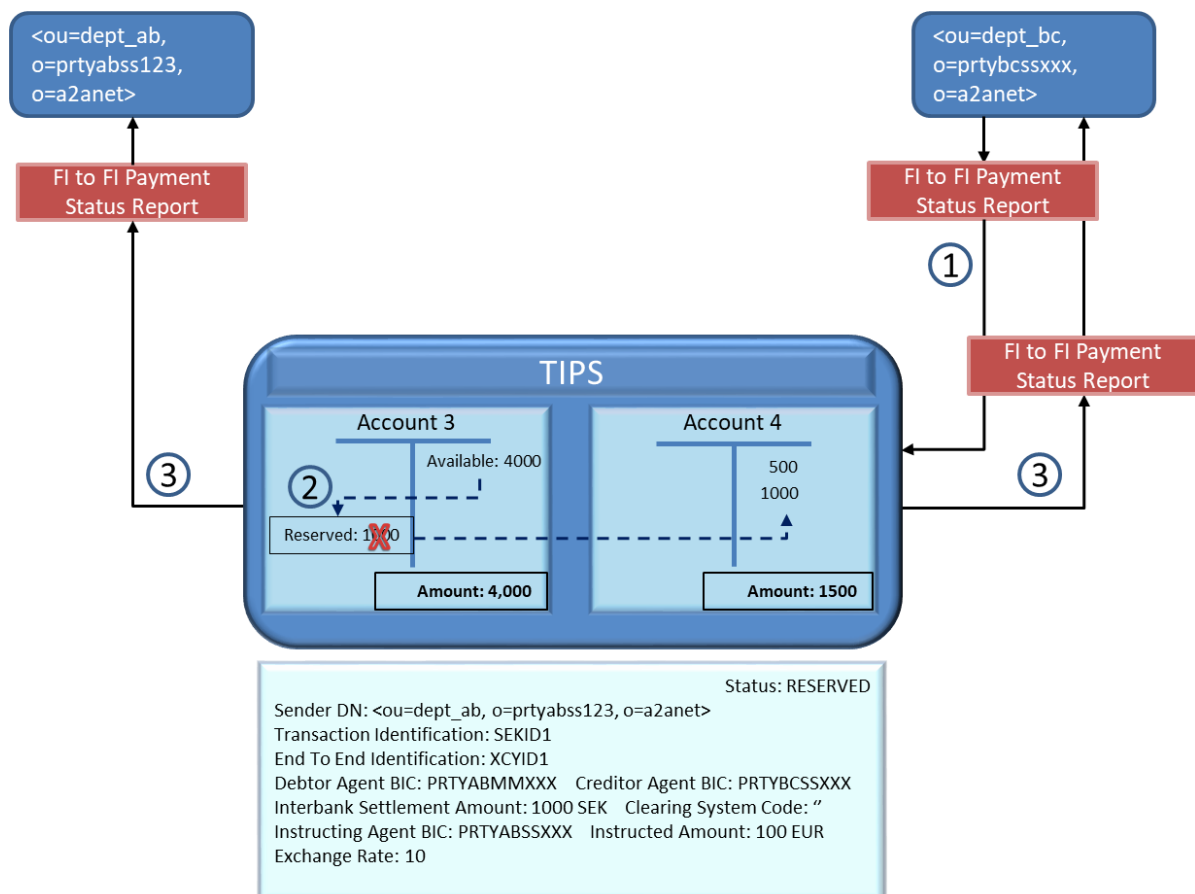 <ou=dept_ab,
o=prtyabss123,
o=a2anet>
<ou=dept_bc,
o=prtybcssxxx,
o=a2anet>
FI to FI Payment
Status Report
FI to FI Payment
Status Report
1
FI to FI Payment
Status Report
TIPS
Account 3
Available: 4000
2
Reserved: 1000
X
Amount: 4,000
Account 4
500
1000
Amount: 1500
3
3
Status: RESERVED
Sender DN: <ou=dept_ab, o=prtyabss123, o=a2anet>
Transaction Identification: SEKID1
End To End Identification: XCYID1
Debtor Agent BIC: PRTYABMMXXX Creditor Agent BIC: PRTYBCSSXXX
Interbank Settlement Amount: 1000 SEK Clearing System Code: ‘’
Instructing Agent BIC: PRTYABSSXXX Instructed Amount: 100 EUR
Exchange Rate: 10